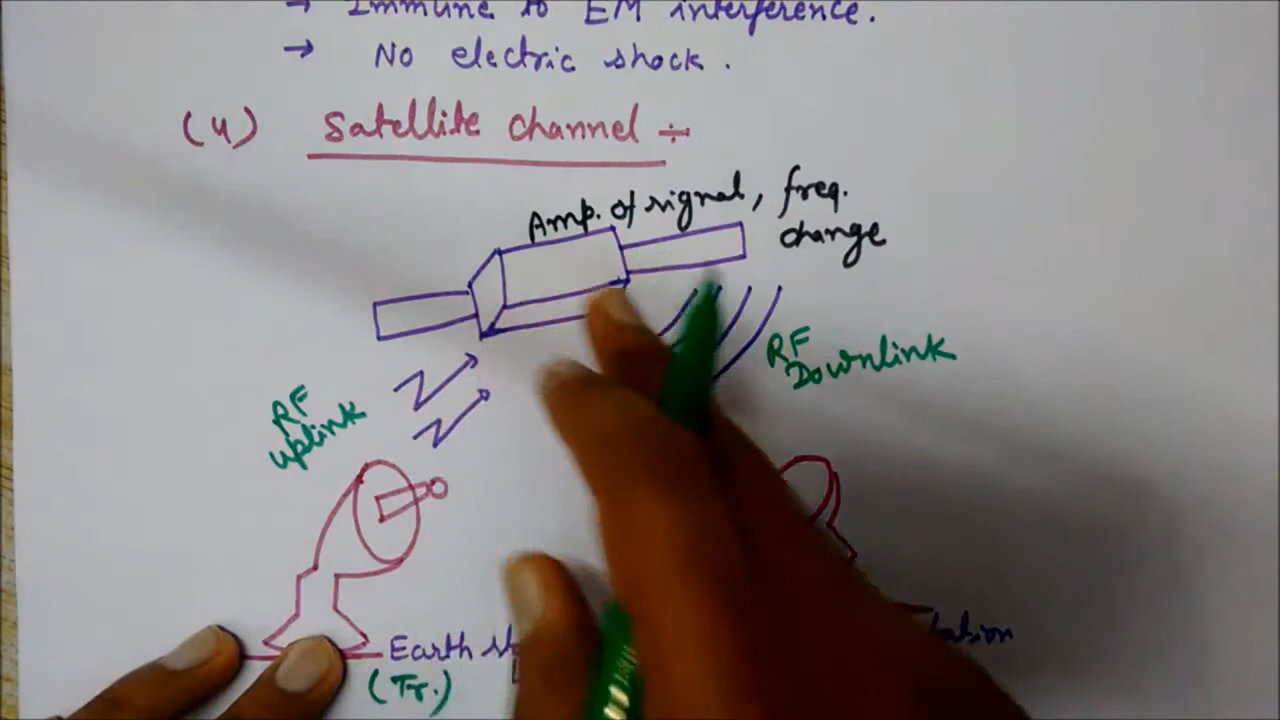 → Immune to EM interference.
→ No electric shock.
(4) Satellite channel ÷
Amp. of signal, freq.
change
RF
Downlink
RF
uplink
Earth
(Tr.)